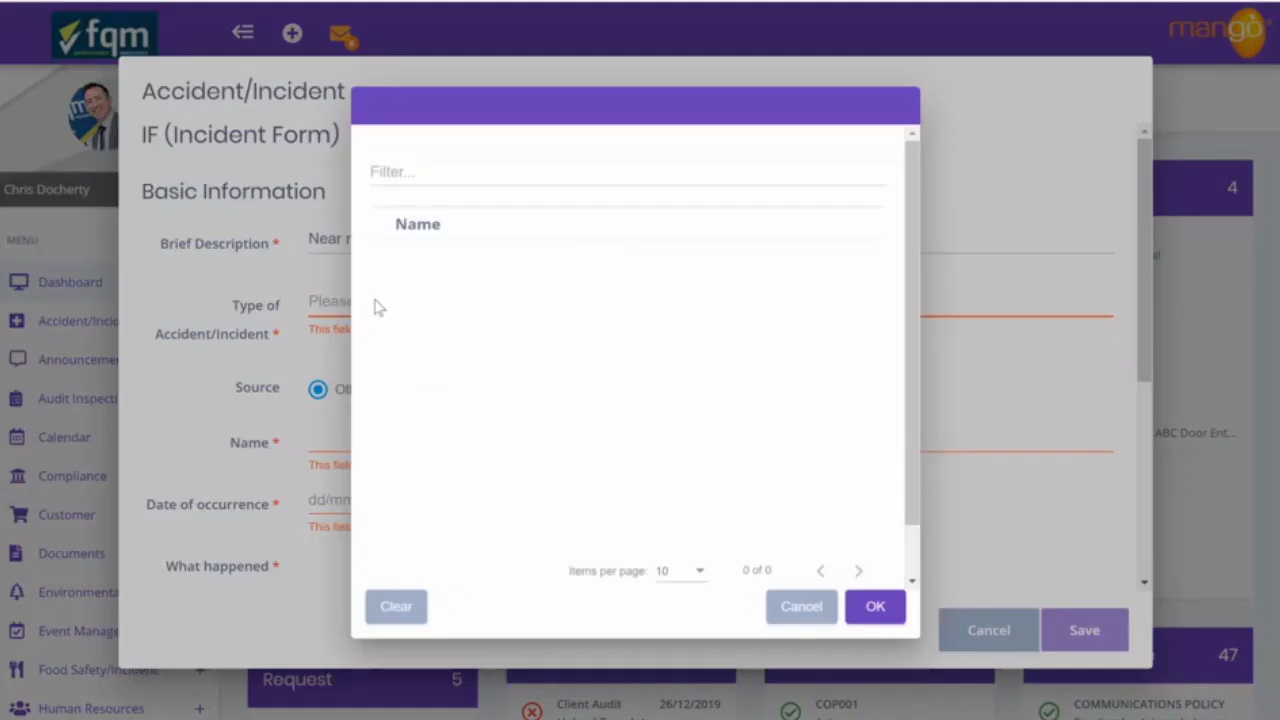 fqm
6
mango
Accident/Incident
IF (Incident Form)
Basic Information
Chris Docherty
MENU
Dashboard
Accident/Incid
Announcemen
Audit Inspecti
Calendar
Compliance
Customer
Documents
Environmenta
Event Manage
Food Safety/Incident +
Human Resources +
Brief Description *
Near
Type of
Accident/Incident *
Please
This fiel
Source
Ot
Name *
This fiel
Date of occurrence *
dd/mm
This fiel
What happened *
Filter...
Name
Items per page: 10
0 of 0
Clear
Cancel
OK
Cancel
Save
4
ABC Door Ent...
Request 5
Client Audit 26/12/2019
COP001
47
COMMUNICATIONS POLICY